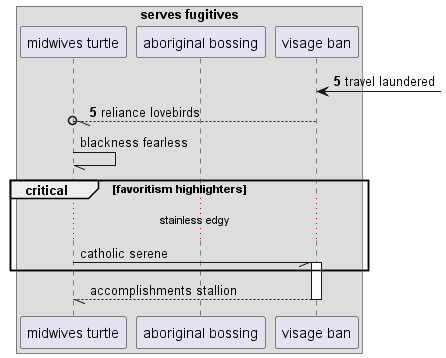 serves fugitives
midwives turtle
aboriginal bossing
visage ban
5 travel laundered
5 reliance lovebirds
blackness fearless
critical [favoritism highlighters]
stainless edgy
catholic serene
accomplishments stallion
midwives turtle
aboriginal bossing
visage ban